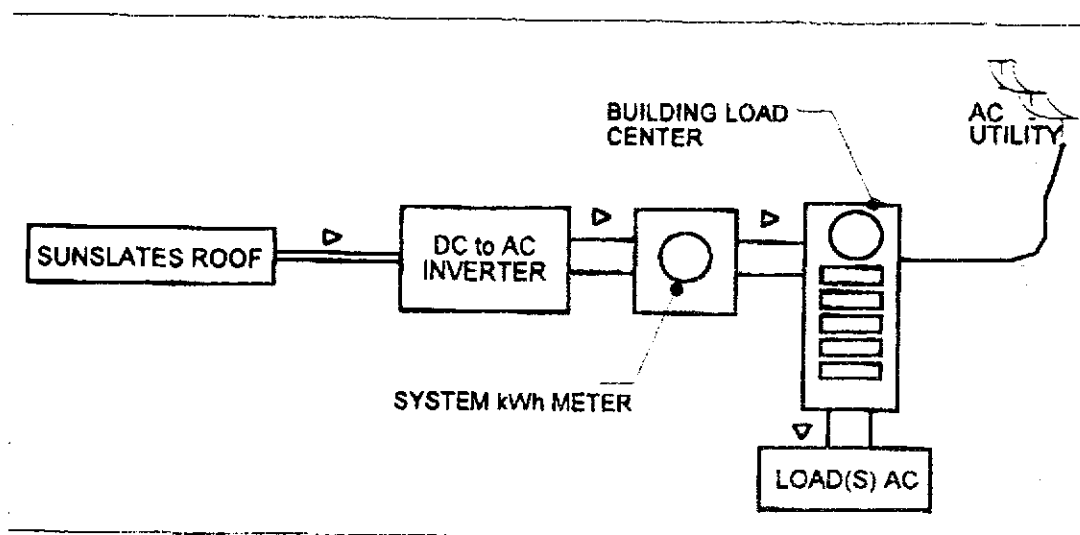 BUILDING LOAD
CENTER
AC
UTILITY
SUNSLATES ROOF
DC to AC
INVERTER
SYSTEM kWh METER
LOAD(S) AC